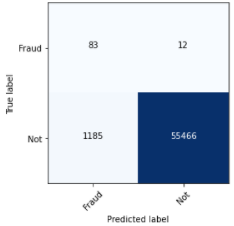 True label
Fraud
83 12
Not
1185 55466
Fraud Not
Predicted label